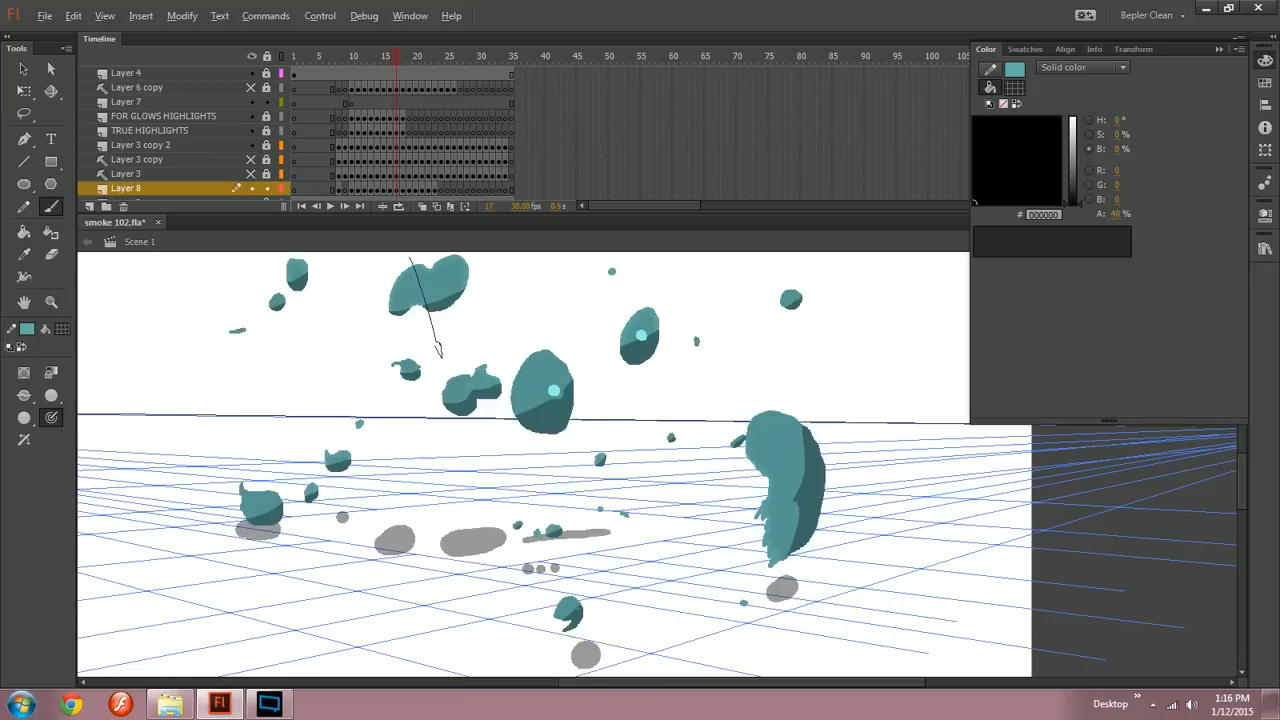 Fl File Edit View Insert Modify Text Commands Control Debug Window Help Bepler Clean
Tools Timeline
Color Swatches Align Info Transform
1 5 10 15 20 25 30 35 40 45 50 55 60 65 70 75 80 85 90 95 100 105
Solid color
Layer 4
Layer 6 copy
Layer 7
FOR GLOWS HIGHLIGHTS
TRUE HIGHLIGHTS
Layer 3 copy 2
Layer 3 copy
Layer 3
Layer 8
H: 0 °
S: 0 %
B: 0 %
R: 0
G: 0
B: 0
# 000000 A: 40 %
17 30.00 fps 0.5 s
smoke 102.fla*
Scene 1
Fl
Desktop
1:16 PM
1/12/2015